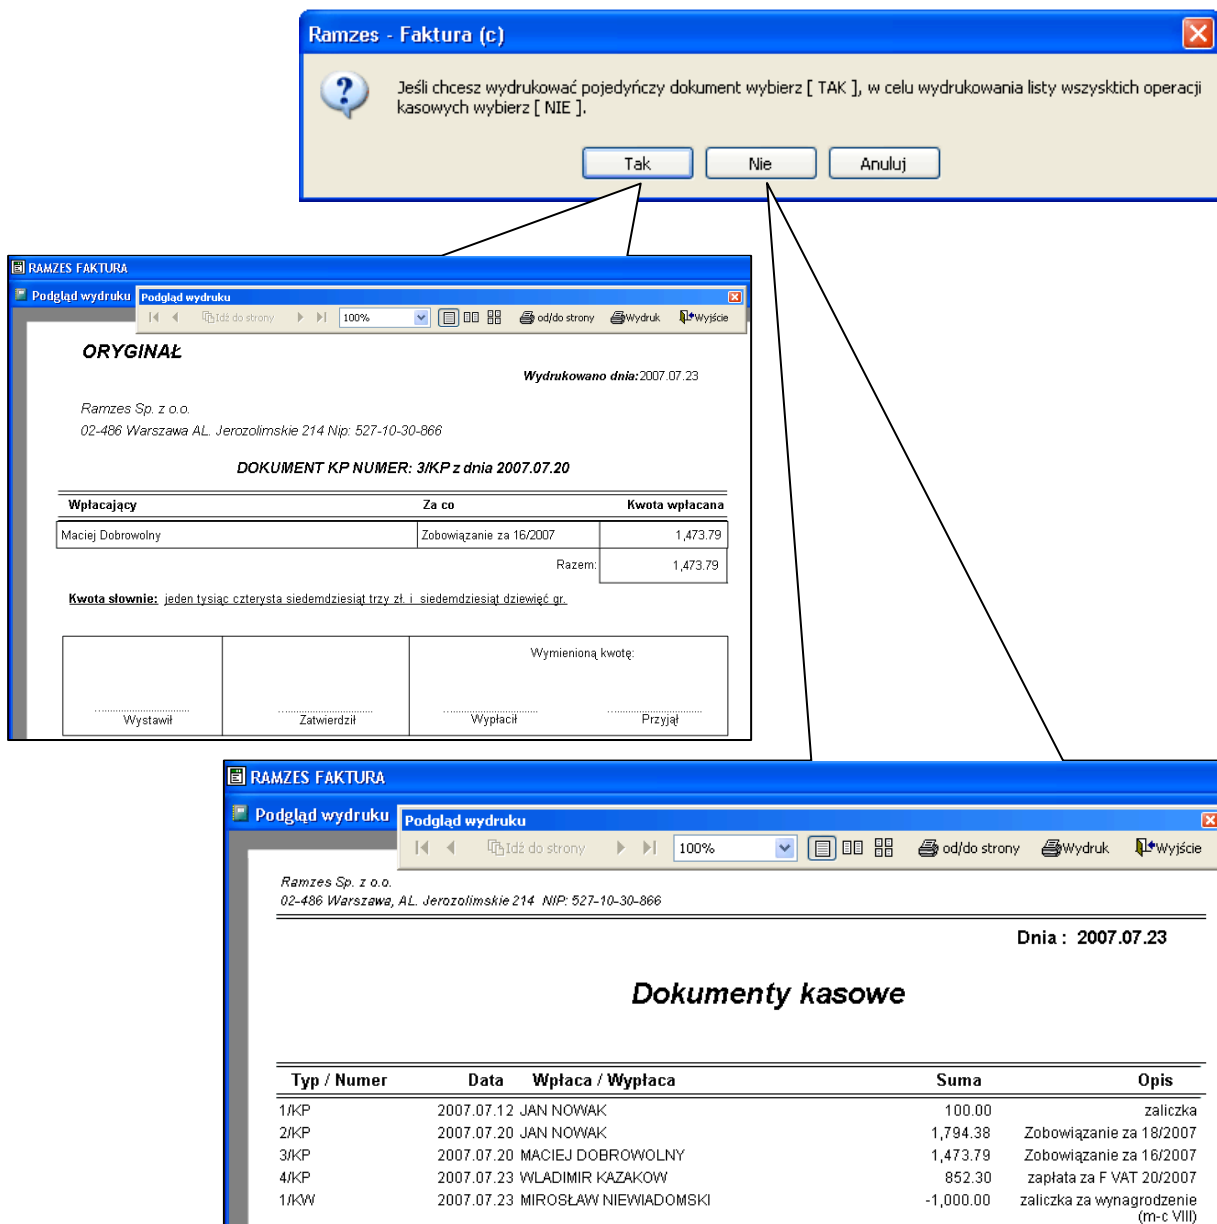 Ramzes - Faktura (c)
Jeśli chcesz wydrukować pojedyńczy dokument wybierz [ TAK ], w celu wydrukowania listy wszysktich operacji
kasowych wybierz [ NIE ].
Tak Nie Anuluj
RAMZES FAKTURA
Podgląd wydruku
Podgląd wydruku
Idź do strony 100% od/do strony Wydruk Wyjście
ORYGINAŁ
Wydrukowano dnia:2007.07.23
Ramzes Sp. z o.o.
02-486 Warszawa AL. Jerozolimskie 214 Nip: 527-10-30-866
DOKUMENT KP NUMER: 3/KP z dnia 2007.07.20
Wpłacający Za co Kwota wpłacana
Maciej Dobrowolny Zobowiązanie za 16/2007 1,473.79
Razem: 1,473.79
Kwota słownie: jeden tysiąc czterysta siedemdziesiąt trzy zł. i siedemdziesiąt dziewięć gr.
Wymienioną kwotę:
Wystawił Zatwierdził Wypłacił Przyjął
RAMZES FAKTURA
Podgląd wydruku
Podgląd wydruku
Idź do strony 100% od/do strony Wydruk Wyjście
Ramzes Sp. z o.o.
02-486 Warszawa, AL. Jerozolimskie 214 NIP: 527-10-30-866
Dnia : 2007.07.23
Dokumenty kasowe
Typ / Numer Data Wpłaca / Wypłaca Suma Opis
1/KP 2007.07.12 JAN NOWAK 100.00 zaliczka
2/KP 2007.07.20 JAN NOWAK 1,794.38 Zobowiązanie za 18/2007
3/KP 2007.07.20 MACIEJ DOBROWOLNY 1,473.79 Zobowiązanie za 16/2007
4/KP 2007.07.23 WLADIMIR KAZAKOW 852.30 zapłata za F VAT 20/2007
1/KW 2007.07.23 MIROSŁAW NIEWIADOMSKI -1,000.00 zaliczka za wynagrodzenie
(m-c VIII)